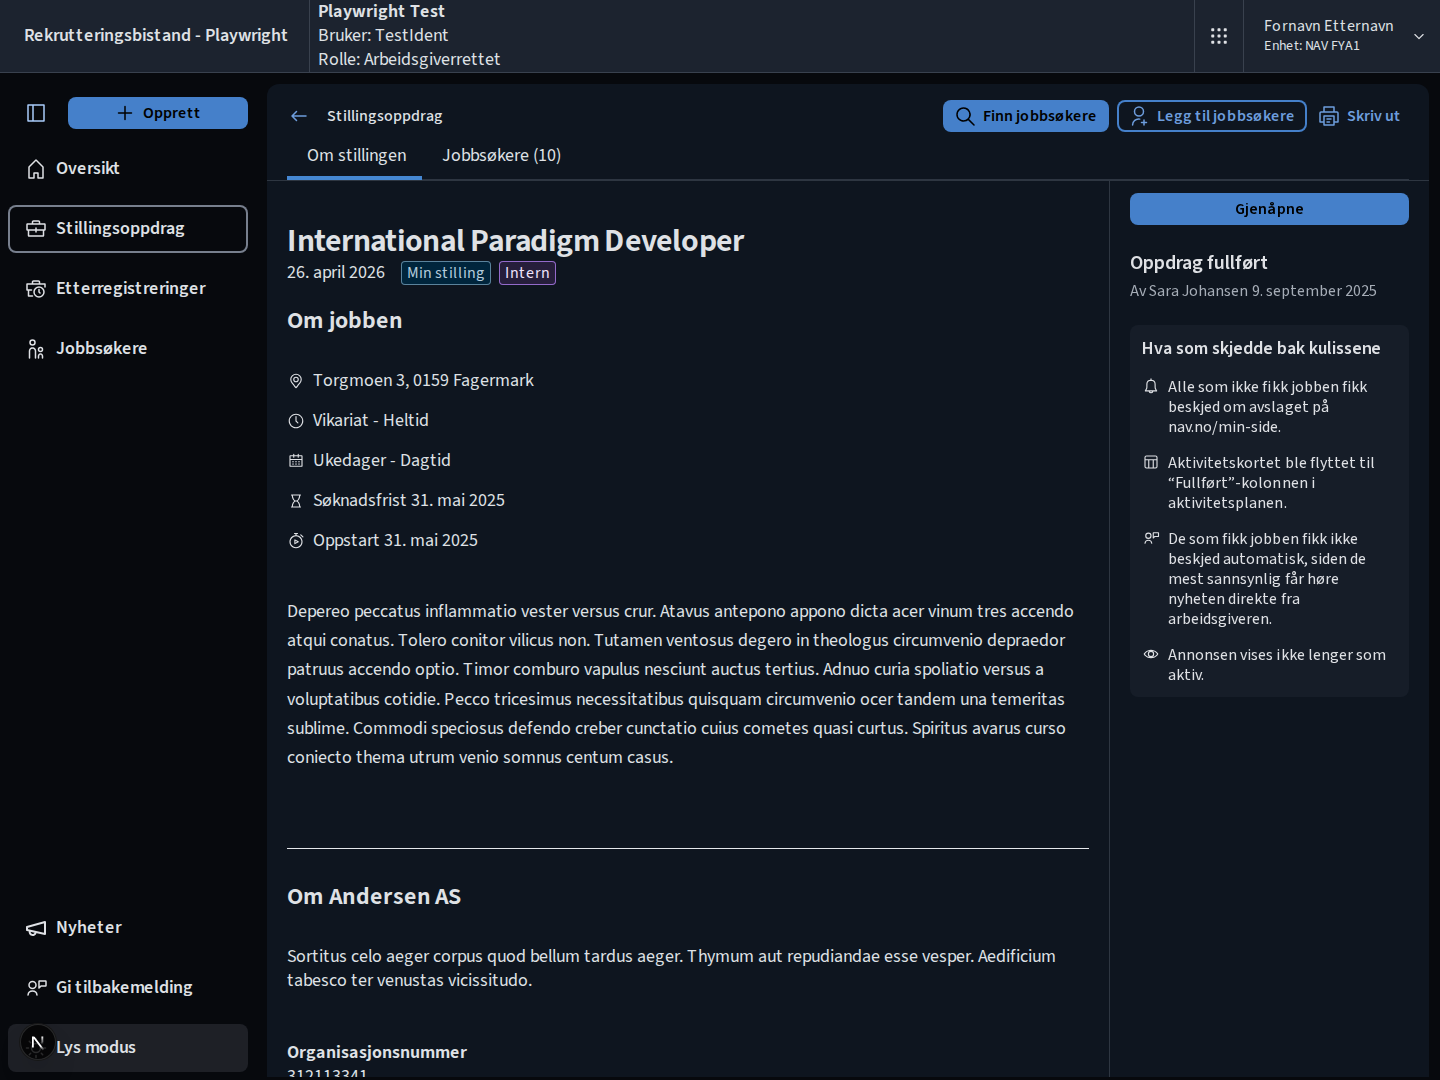 Rekrutteringsbistand - Playwright
Playwright Test
Bruker: TestIdent
Rolle: Arbeidsgiverrettet
Fornavn Etternavn
Enhet: NAV FYA1
Opprett
Oversikt
Stillingsoppdrag
Etterregistreringer
Jobbsøkere
Nyheter
Gi tilbakemelding
N
Lys modus
Stillingsoppdrag
Finn jobbsøkere
Legg til jobbsøkere
Skriv ut
Om stillingen
Jobbsøkere (10)
International Paradigm Developer
26. april 2026
Min stilling
Intern
Om jobben
Torgmoen 3, 0159 Fagermark
Vikariat - Heltid
Ukedager - Dagtid
Søknadsfrist 31. mai 2025
Oppstart 31. mai 2025
Depereo peccatus inflammatio vester versus crur. Atavus antepono appono dicta acer vinum tres accendo
atqui conatus. Tolero conitor vilicus non. Tutamen ventosus degero in theologus circumvenio depraedor
patruus accendo optio. Timor comburo vapulus nesciunt auctus tertius. Adnuo curia spoliatio versus a
voluptatibus cotidie. Pecco tricesimus necessitatibus quisquam circumvenio ocer tandem una temeritas
sublime. Commodi speciosus defendo creber cunctatio cuius cometes quasi curtus. Spiritus avarus curso
coniecto thema utrum venio somnus centum casus.
Om Andersen AS
Sortitus celo aeger corpus quod bellum tardus aeger. Thymum aut repudiandae esse vesper. Aedificium
tabesco ter venustas vicissitudo.
Organisasjonsnummer
312113341
Gjenåpne
Oppdrag fullført
Av Sara Johansen 9. september 2025
Hva som skjedde bak kulissene
Alle som ikke fikk jobben fikk
beskjed om avslaget på
nav.no/min-side.
Aktivitetskortet ble flyttet til
“Fullført”-kolonnen i
aktivitetsplanen.
De som fikk jobben fikk ikke
beskjed automatisk, siden de
mest sannsynlig får høre
nyheten direkte fra
arbeidsgiveren.
Annonsen vises ikke lenger som
aktiv.